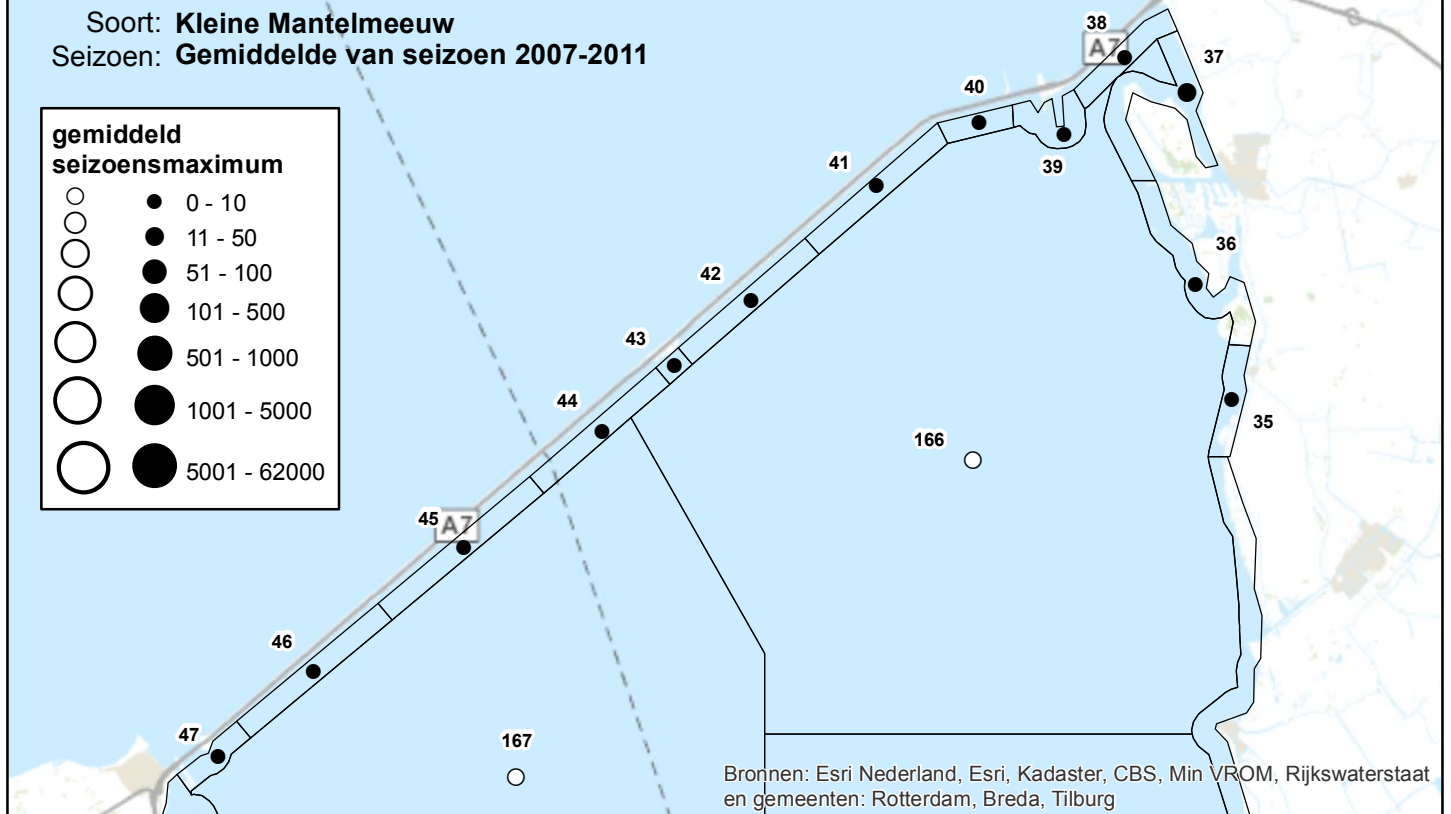 Soort: Kleine Mantelmeeuw
Seizoen: Gemiddelde van seizoen 2007-2011
gemiddeld
seizoensmaximum
0 - 10
11 - 50
51 - 100
101 - 500
501 - 1000
1001 - 5000
5001 - 62000
38
A7
37
40
39
41
36
42
43
35
44
166
45
A7
46
47
167
Bronnen: Esri Nederland, Esri, Kadaster, CBS, Min VROM, Rijkswaterstaat
en gemeenten: Rotterdam, Breda, Tilburg